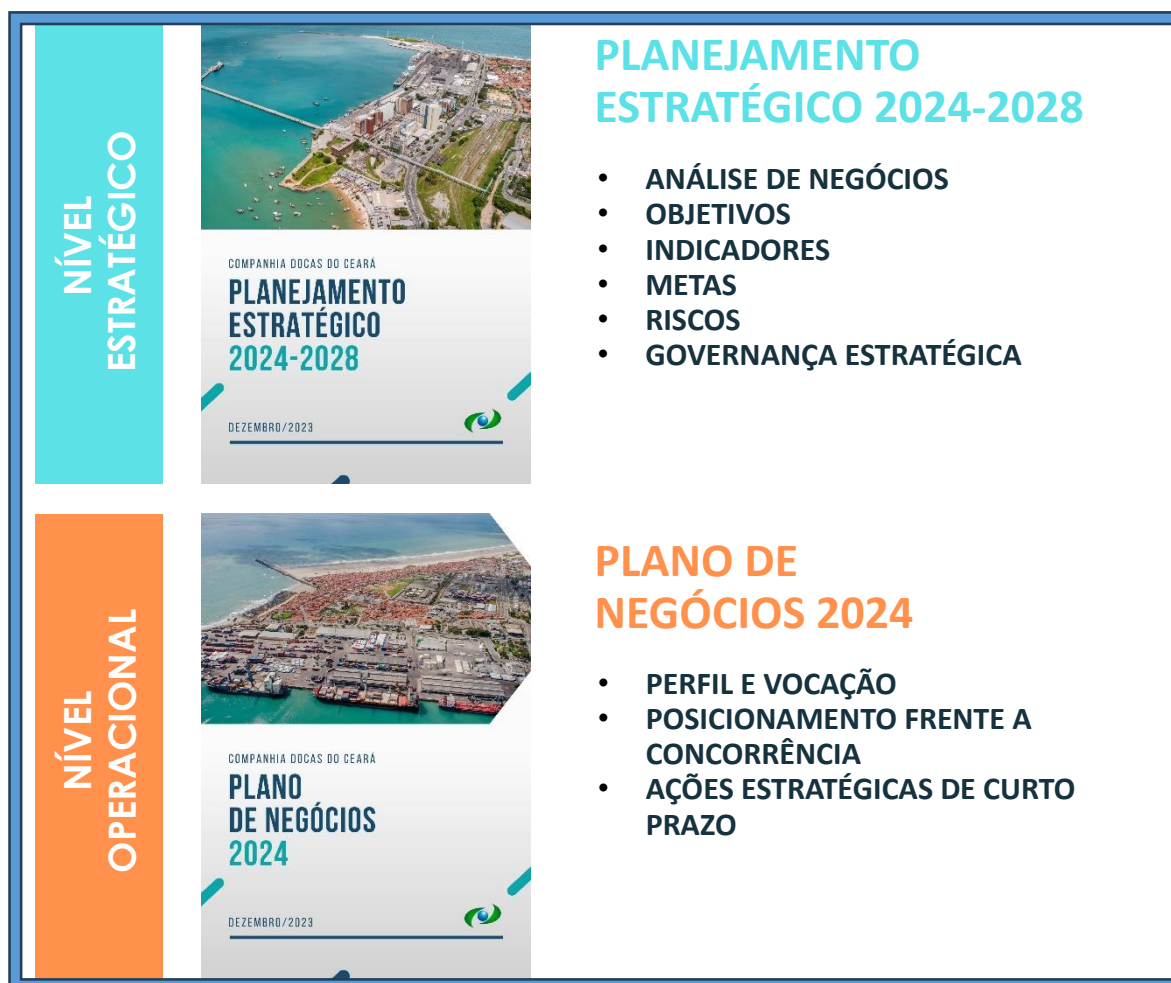 NÍVEL
ESTRATÉGICO
COMPANHIA DOCAS DO CEARÁ
PLANEJAMENTO
ESTRATÉGICO
2024-2028
DEZEMBRO/2023
PLANEJAMENTO
ESTRATÉGICO 2024-2028
• ANÁLISE DE NEGÓCIOS
• OBJETIVOS
• INDICADORES
• METAS
• RISCOS
• GOVERNANÇA ESTRATÉGICA
NÍVEL
OPERACIONAL
COMPANHIA DOCAS DO CEARÁ
PLANO
DE NEGÓCIOS
2024
DEZEMBRO/2023
PLANO DE
NEGÓCIOS 2024
• PERFIL E VOCAÇÃO
• POSICIONAMENTO FRENTE A
CONCORRÊNCIA
• AÇÕES ESTRATÉGICAS DE CURTO
PRAZO